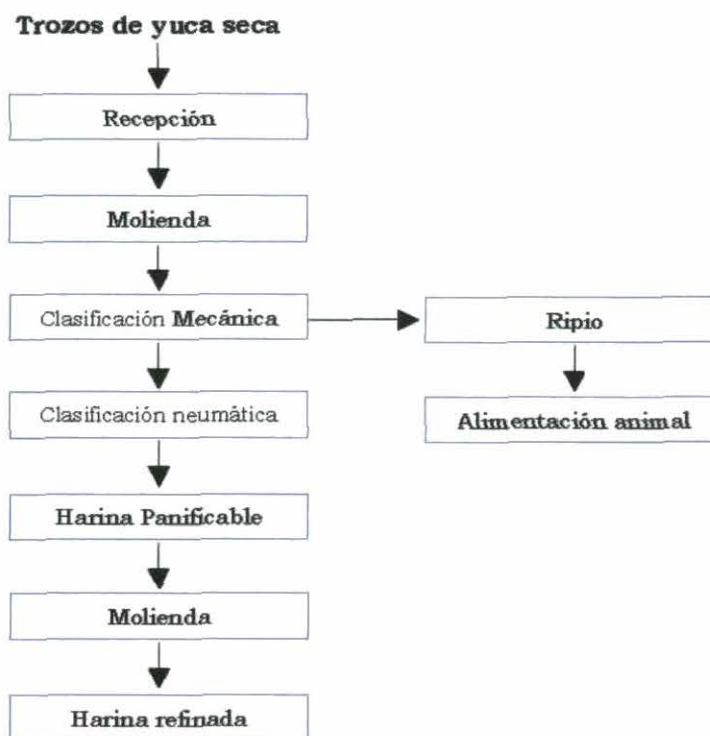 Trozos de yuca seca
Recepción
Molienda
Clasificación Mecánica
Ripio
Clasificación neumática
Alimentación animal
Harina Panificable
Molienda
Harina refinada